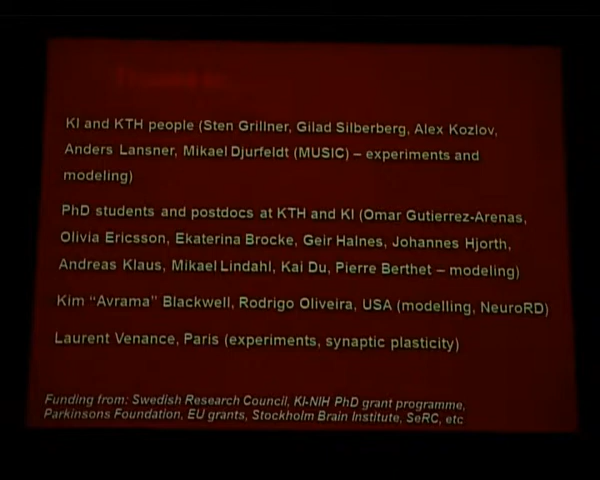 KI and KTH people (Sten Grillner, Gilad Silberberg, Alex Kozlov,
Anders Lansner, Mikael Djurfeldt (MUSIC) – experiments and
modeling)
PhD students and postdocs at KTH and KI (Omar Gutierrez-Arenas,
Olivia Ericsson, Ekaterina Brocke, Geir Halnes, Johannes Hjorth,
Andreas Klaus, Mikael Lindahl, Kai Du, Pierre Berthet – modeling)
Kim “Avrama” Blackwell, Rodrigo Oliveira, USA (modelling, NeuroRD)
Laurent Venance, Paris (experiments, synaptic plasticity)
Funding from: Swedish Research Council, KI-NIH PhD grant programme,
Parkinsons Foundation, EU grants, Stockholm Brain Institute, SeRC, etc